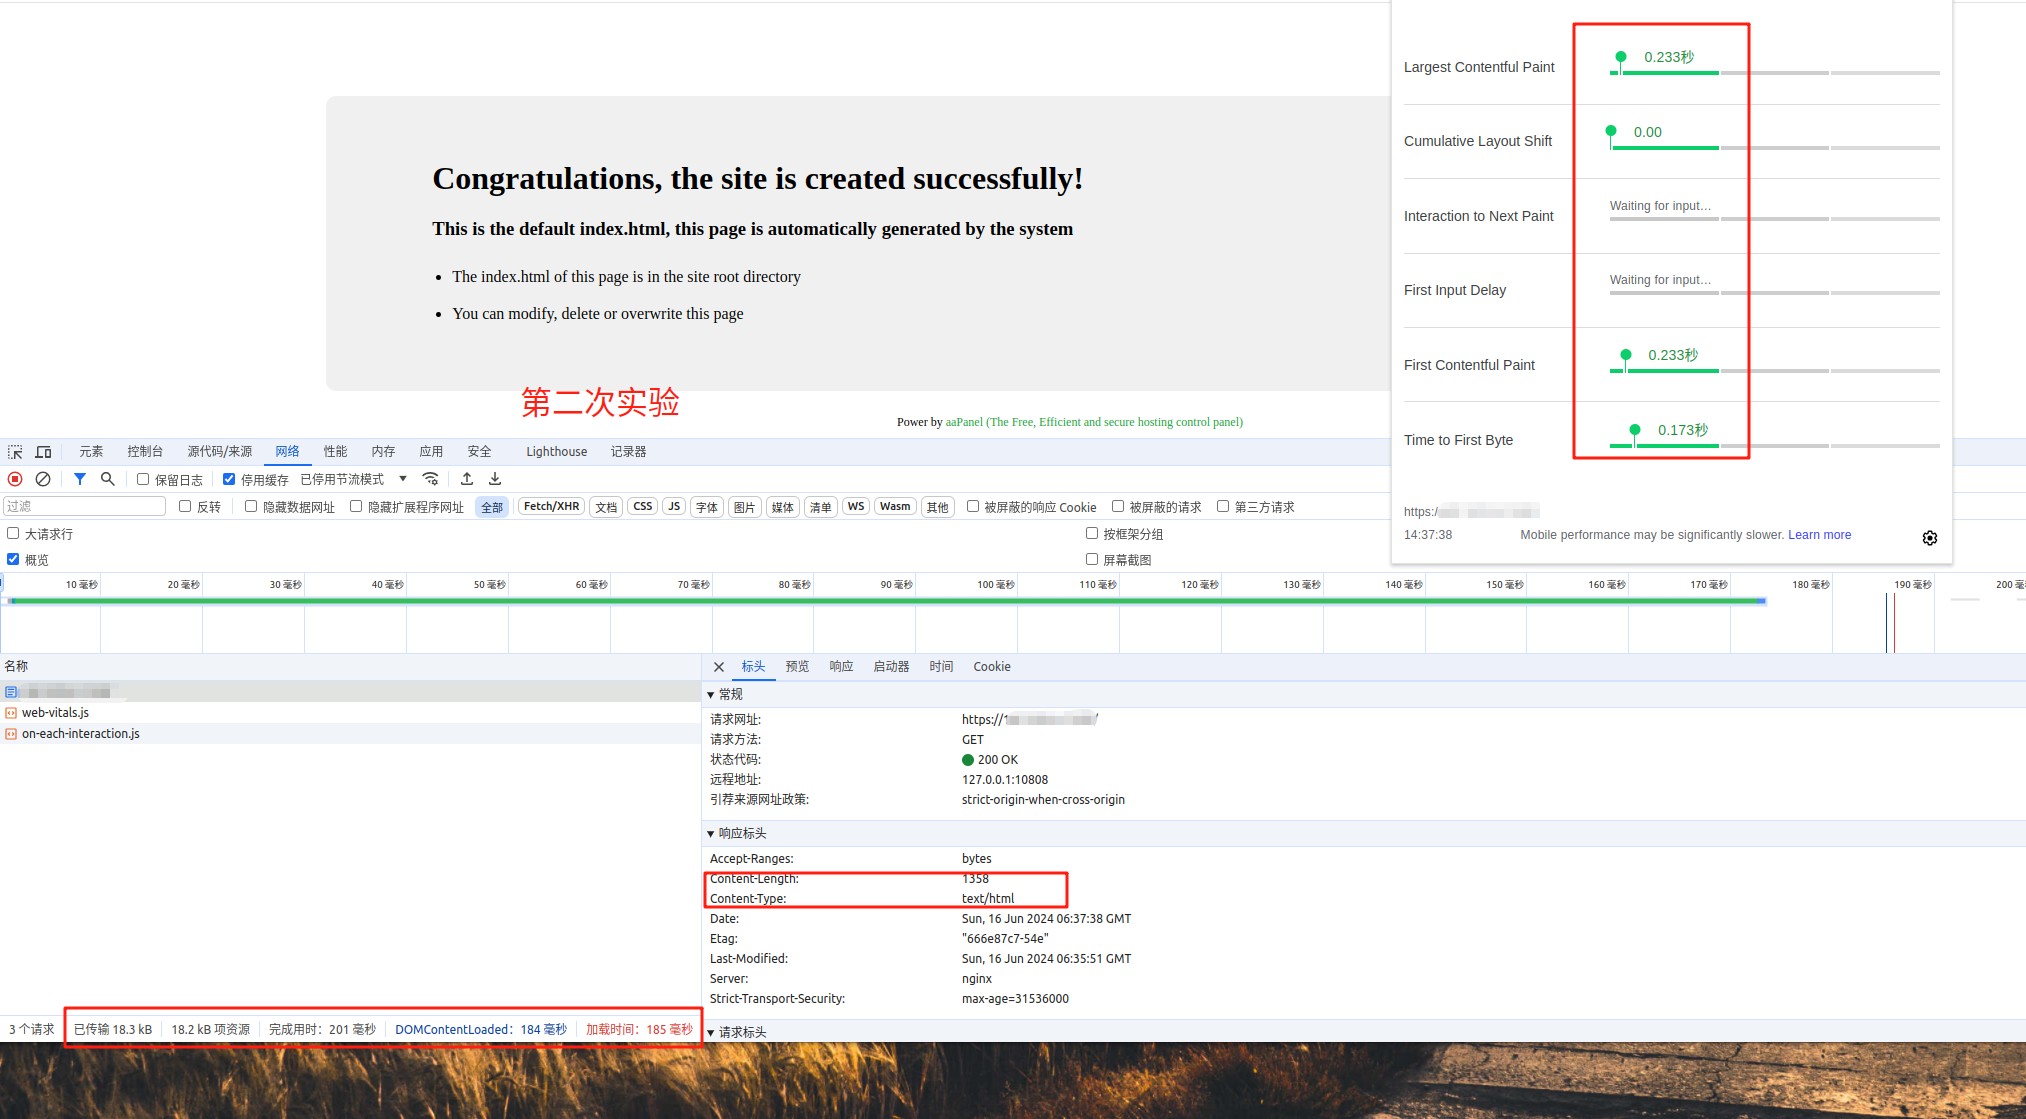 Largest Contentful Paint
0.233秒
Cumulative Layout Shift
0.00
Interaction to Next Paint
Waiting for input...
First Input Delay
Waiting for input...
First Contentful Paint
0.233秒
Time to First Byte
0.173秒
https:/
14:37:38 Mobile performance may be significantly slower. Learn more
Congratulations, the site is created successfully!
This is the default index.html, this page is automatically generated by the system
The index.html of this page is in the site root directory
You can modify, delete or overwrite this page
第二次实验
Power by aaPanel (The Free, Efficient and secure hosting control panel)
元素 控制台 源代码/来源 网络 性能 内存 应用 安全 Lighthouse 记录器
保留日志 停用缓存 已停用节流模式
过滤 反转 隐藏数据网址 隐藏扩展程序网址 全部 Fetch/XHR 文档 CSS JS 字体 图片 媒体 清单 WS Wasm 其他 被屏蔽的响应 Cookie 被屏蔽的请求 第三方请求
大请求行 按框架分组
概览 屏幕截图
10 毫秒 20 毫秒 30 毫秒 40 毫秒 50 毫秒 60 毫秒 70 毫秒 80 毫秒 90 毫秒 100 毫秒 110 毫秒 120 毫秒 130 毫秒 140 毫秒 150 毫秒 160 毫秒 170 毫秒 180 毫秒 190 毫秒 200
名称
web-vitals.js
on-each-interaction.js
标头 预览 响应 启动器 时间 Cookie
常规
请求网址: https://
请求方法: GET
状态代码: 200 OK
远程地址: 127.0.0.1:10808
引荐来源网址政策: strict-origin-when-cross-origin
响应标头
Accept-Ranges: bytes
Content-Length: 1358
Content-Type: text/html
Date: Sun, 16 Jun 2024 06:37:38 GMT
Etag: "666e87c7-54e"
Last-Modified: Sun, 16 Jun 2024 06:35:51 GMT
Server: nginx
Strict-Transport-Security: max-age=31536000
请求标头
3 个请求 已传输 18.3 kB 18.2 kB 项资源 完成用时：201 毫秒 DOMContentLoaded：184 毫秒 加载时间：185 毫秒